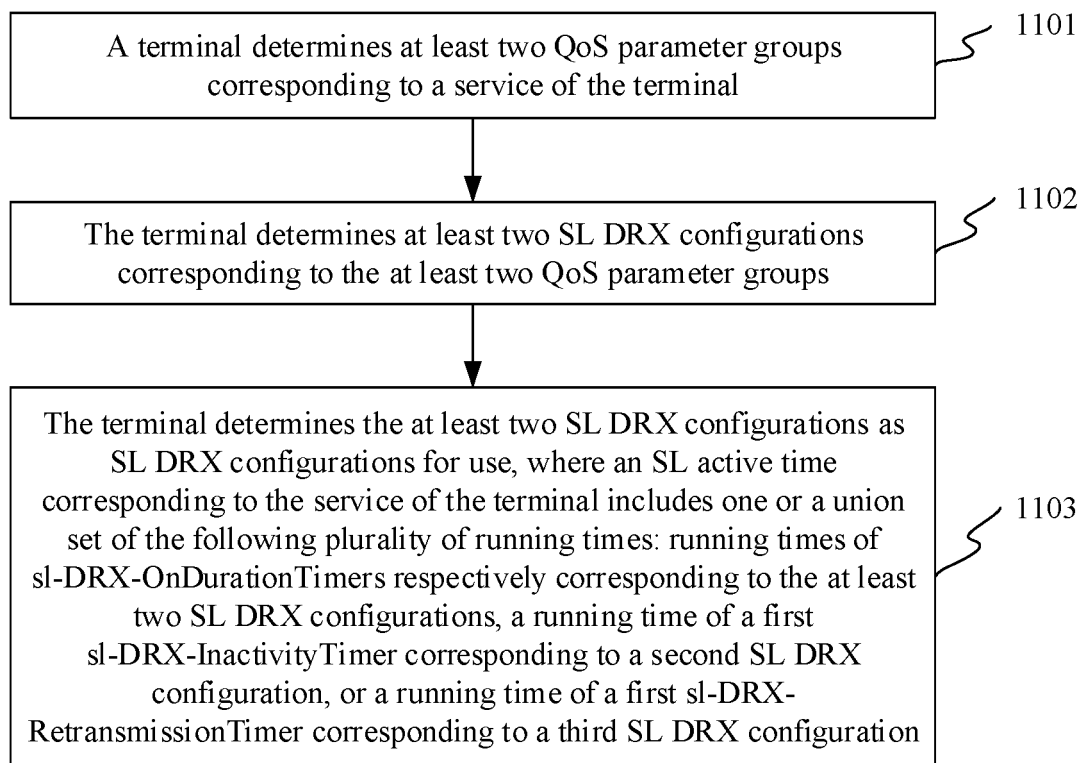 A terminal determines at least two QoS parameter groups
corresponding to a service of the terminal
1101
The terminal determines at least two SL DRX configurations
corresponding to the at least two QoS parameter groups
1102
The terminal determines the at least two SL DRX configurations as
SL DRX configurations for use, where an SL active time
corresponding to the service of the terminal includes one or a union
set of the following plurality of running times: running times of
sl-DRX-OnDurationTimers respectively corresponding to the at least
two SL DRX configurations, a running time of a first
sl-DRX-InactivityTimer corresponding to a second SL DRX
configuration, or a running time of a first sl-DRX-
RetransmissionTimer corresponding to a third SL DRX configuration
1103